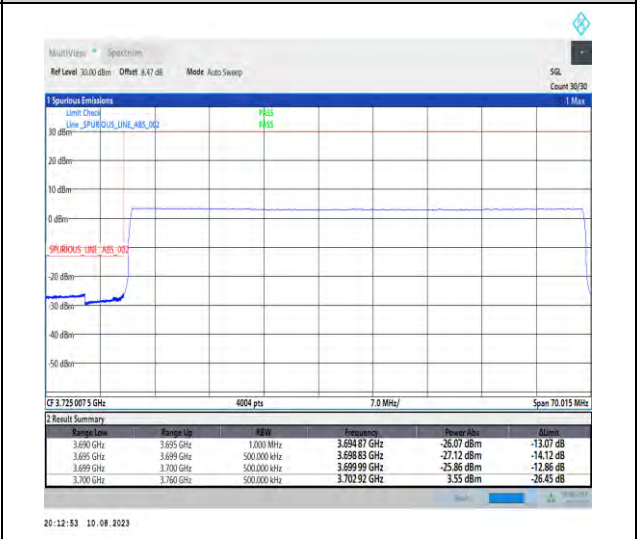 MultiView Spectrum
Ref Level 30.00 dBm Offset 8.47 dB Mode Auto Sweep SGL
Count 30/30
1 Spurious Emissions 1 Max
Limit Check PASS
Line _SPURIOUS_LINE_ABS_002 PASS
30 dBm
20 dBm
10 dBm
0 dBm
SPURIOUS_LINE_ABS_002
-20 dBm
-30 dBm
-40 dBm
-50 dBm
CF 3.725 007 5 GHz 4004 pts 7.0 MHz/ Span 70.015 MHz
2 Result Summary
Range Low Range Up RBW Frequency Power Abs ΔLimit
3.690 GHz 3.695 GHz 1.000 MHz 3.694 87 GHz -26.07 dBm -13.07 dB
3.695 GHz 3.699 GHz 500.000 kHz 3.698 83 GHz -27.12 dBm -14.12 dB
3.699 GHz 3.700 GHz 500.000 kHz 3.699 99 GHz -25.86 dBm -12.86 dB
3.700 GHz 3.760 GHz 500.000 kHz 3.702 92 GHz 3.55 dBm -26.45 dB
20:12:53 10.08.2023